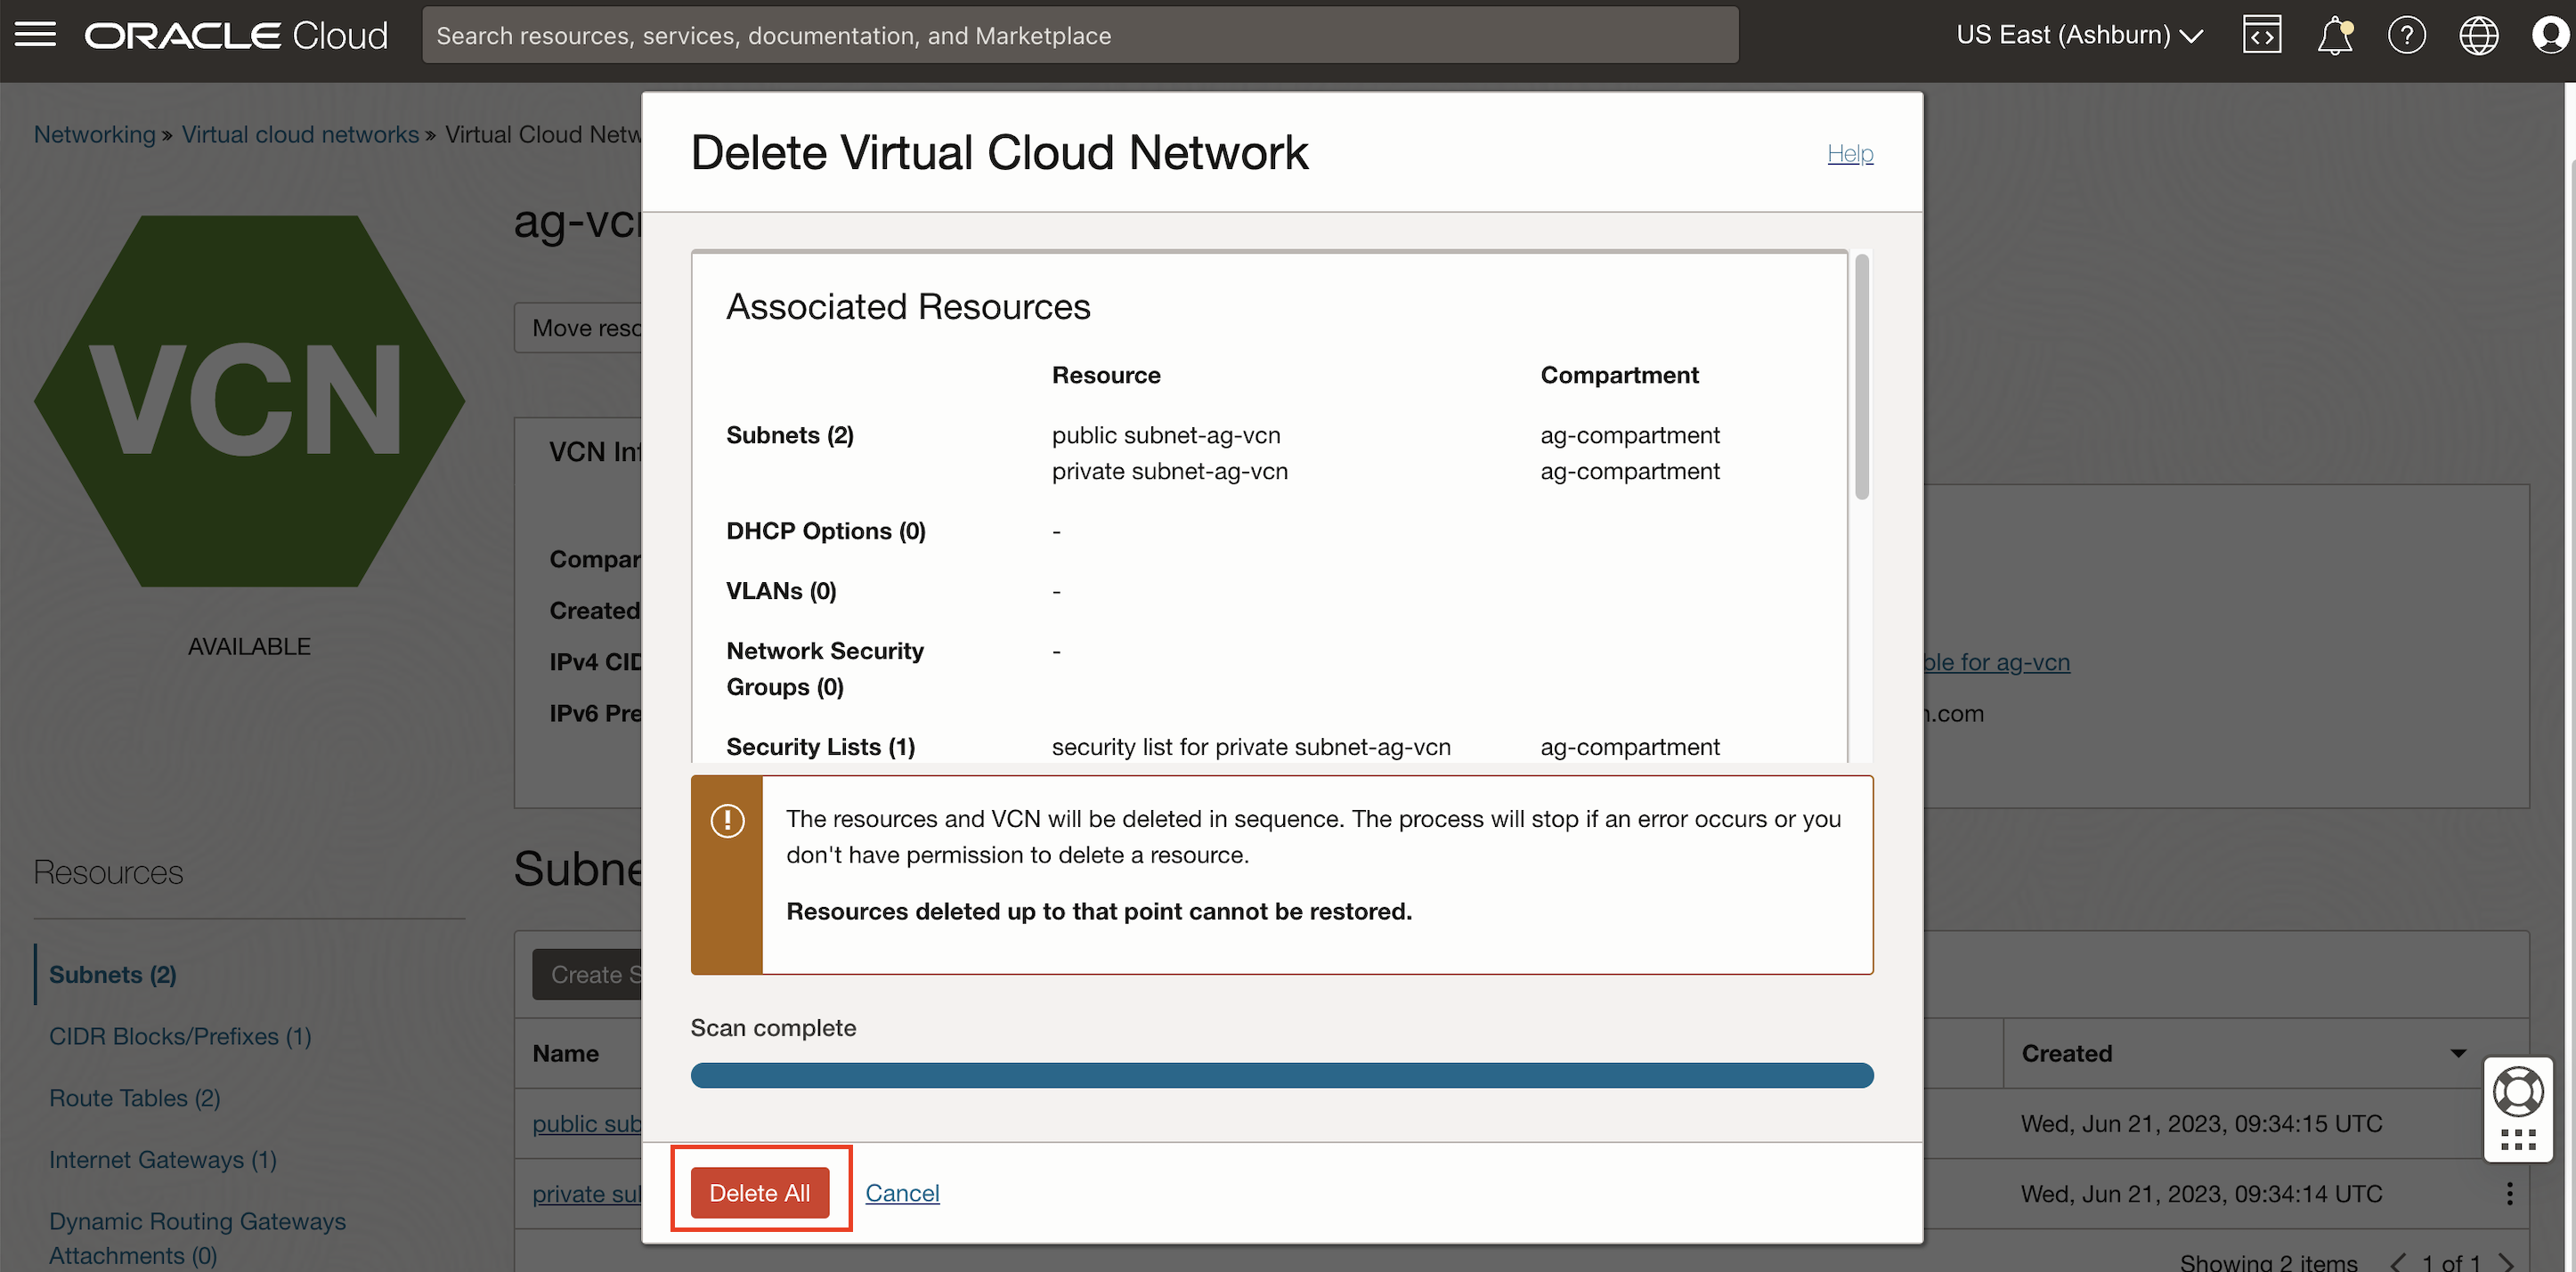 ORACLE Cloud
Search resources, services, documentation, and Marketplace
US East (Ashburn)
Networking » Virtual cloud networks » Virtual Cloud Netw
VCN
AVAILABLE
ag-vcn
Move reso
VCN Inf
Compar
Created
IPv4 CID
IPv6 Pre
ble for ag-vcn
n.com
Delete Virtual Cloud Network
Help
Associated Resources
Resource Compartment
Subnets (2) public subnet-ag-vcn ag-compartment
private subnet-ag-vcn ag-compartment
DHCP Options (0) -
VLANs (0) -
Network Security -
Groups (0)
Security Lists (1) security list for private subnet-ag-vcn ag-compartment
The resources and VCN will be deleted in sequence. The process will stop if an error occurs or you
don't have permission to delete a resource.
Resources deleted up to that point cannot be restored.
Scan complete
Delete All Cancel
Resources
Subnets (2)
CIDR Blocks/Prefixes (1)
Route Tables (2)
Internet Gateways (1)
Dynamic Routing Gateways
Attachments (0)
Subne
Create S
Name Created
public sub Wed, Jun 21, 2023, 09:34:15 UTC
private sub Wed, Jun 21, 2023, 09:34:14 UTC
Showing 2 items < 1 of 1 >